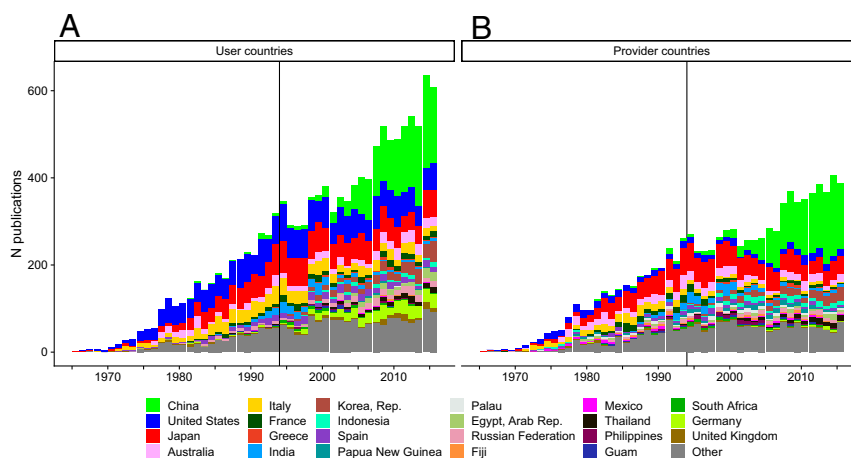 A
B
User countries
Provider countries
N publications
600
400
200
0
1970 1980 1990 2000 2010
1970 1980 1990 2000 2010
China Italy Korea, Rep. Palau Mexico South Africa
United States France Indonesia Egypt, Arab Rep. Thailand Germany
Japan Greece Spain Russian Federation Philippines United Kingdom
Australia India Papua New Guinea Fiji Guam Other